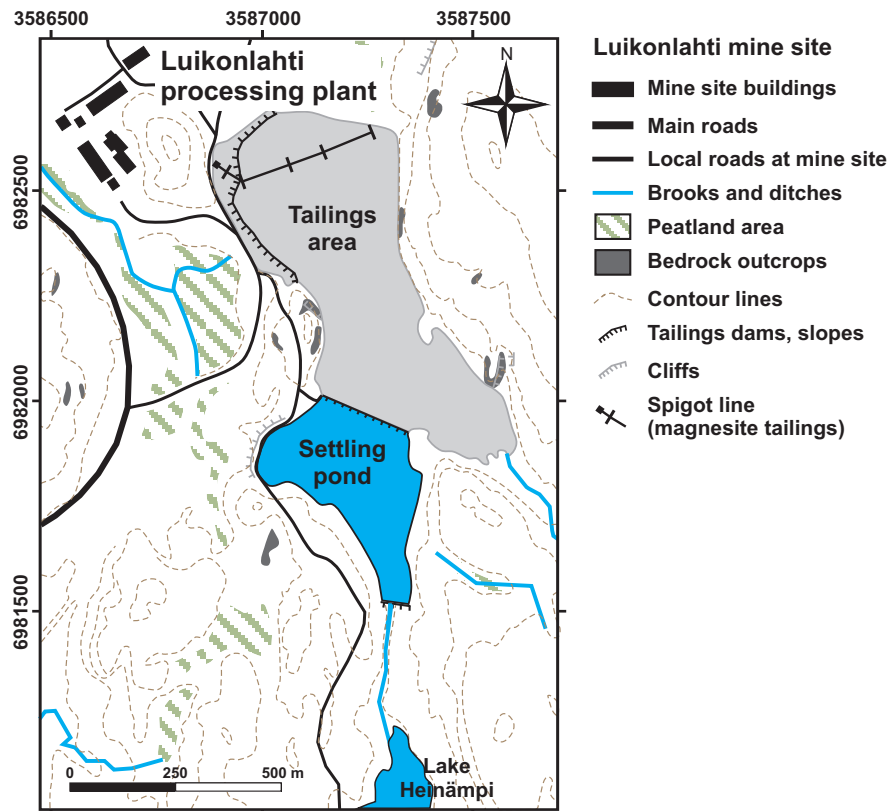 3586500
3587000
3587500
Luikonlahti
processing plant
N
6982500
Tailings
area
6982000
Settling
pond
6981500
Lake
Heinämpi
0
250
500 m
Luikonlahti mine site
Mine site buildings
Main roads
Local roads at mine site
Brooks and ditches
Peatland area
Bedrock outcrops
Contour lines
Tailings dams, slopes
Cliffs
Spigot line
(magnesite tailings)